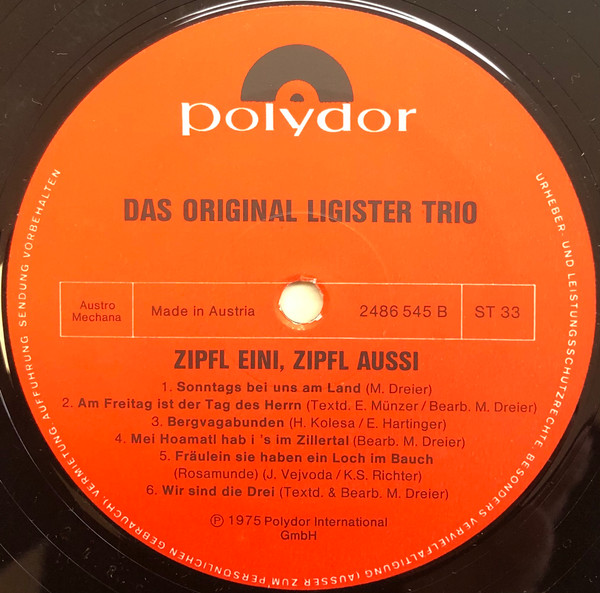 polydor
DAS ORIGINAL LIGISTER TRIO
Austro
Mechana
Made in Austria
2486 545 B
ST 33
ZIPFL EINI, ZIPFL AUSSI
1. Sonntags bei uns am Land (M. Dreier)
2. Am Freitag ist der Tag des Herrn (Textd. E. Münzer / Bearb. M. Dreier)
3. Bergvagabunden (H. Kolesa / E. Hartinger)
4. Mei Hoamatl hab i 's im Zillertal (Bearb. M. Dreier)
5. Fräulein sie haben ein Loch im Bauch
(Rosamunde) (J. Vejvoda / K.S. Richter)
6. Wir sind die Drei (Textd. & Bearb. M. Dreier)
Ⓟ 1975 Polydor International
GmbH
URHEBER- UND LEISTUNGSSCHUTZRECHTE, BESONDERS VERVIELFÄLTIGUNG (AUSSER ZUM PERSÖNLICHEN GEBRAUCH), VERMIETUNG, AUFFÜHRUNG, SENDUNG VORBEHALTEN